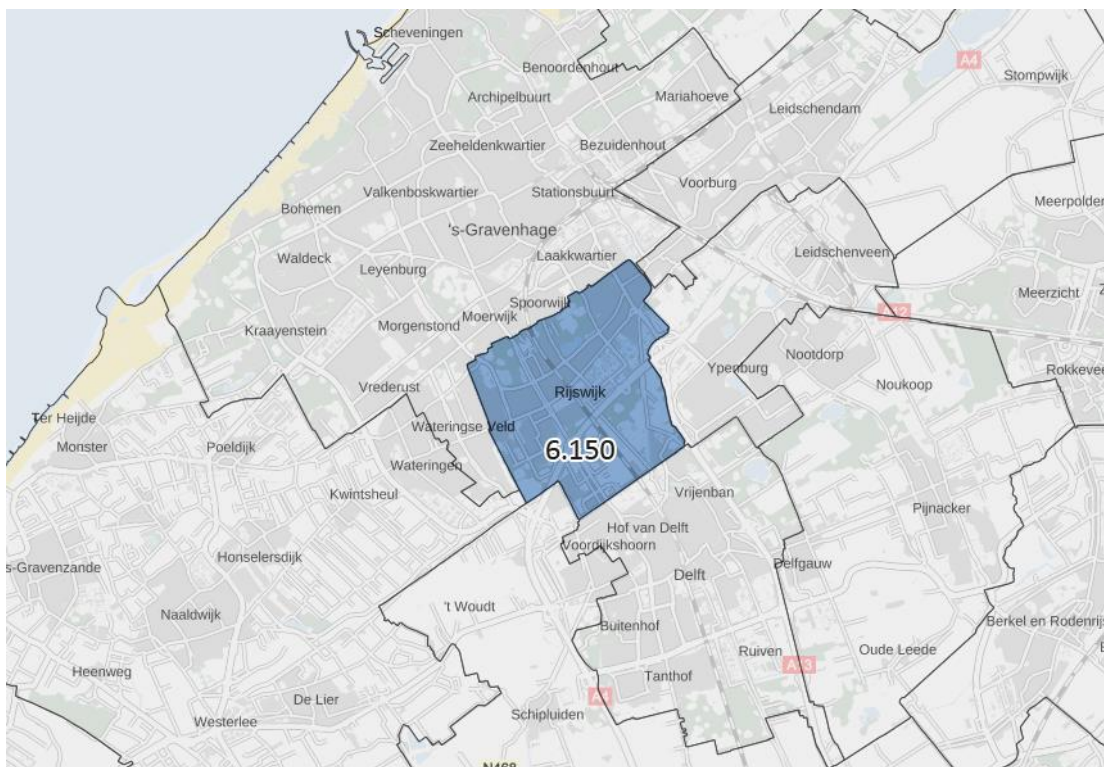 Scheveningen
A4
Benoordenhout
Stompwijk
Archipelbuurt
Mariahoeve
Leidschendam
Zeeheldenkwartier
Bezuidenhout
Voorburg
Valkenboskwartier
Stationsbuurt
Meerpolder
Bohemen
's-Gravenhage
Waldeck
Laakkwartier
Leidschenveen
Leyenburg
Meerzicht
Spoorwijk
Kraayenstein
Morgenstond
Moerwijk
A12
Nootdorp
Ypenburg
Noukoop
Rokkeve
Vrederust
Rijswijk
Ter Heijde
Monster
Poeldijk
Wateringse Veld
6.150
Wateringen
Kwintsheul
Vrijenban
Pijnacker
Hof van Delft
Voordijkshoorn
Honselersdijk
s-Gravenzande
Delft
Delfgauw
Naaldwijk
't Woudt
Buitenhof
Berkel en Rodenrijs
Ruiven
Oude Leede
Heenweg
Tanthof
A13
De Lier
Schipluiden
Westerlee
N468